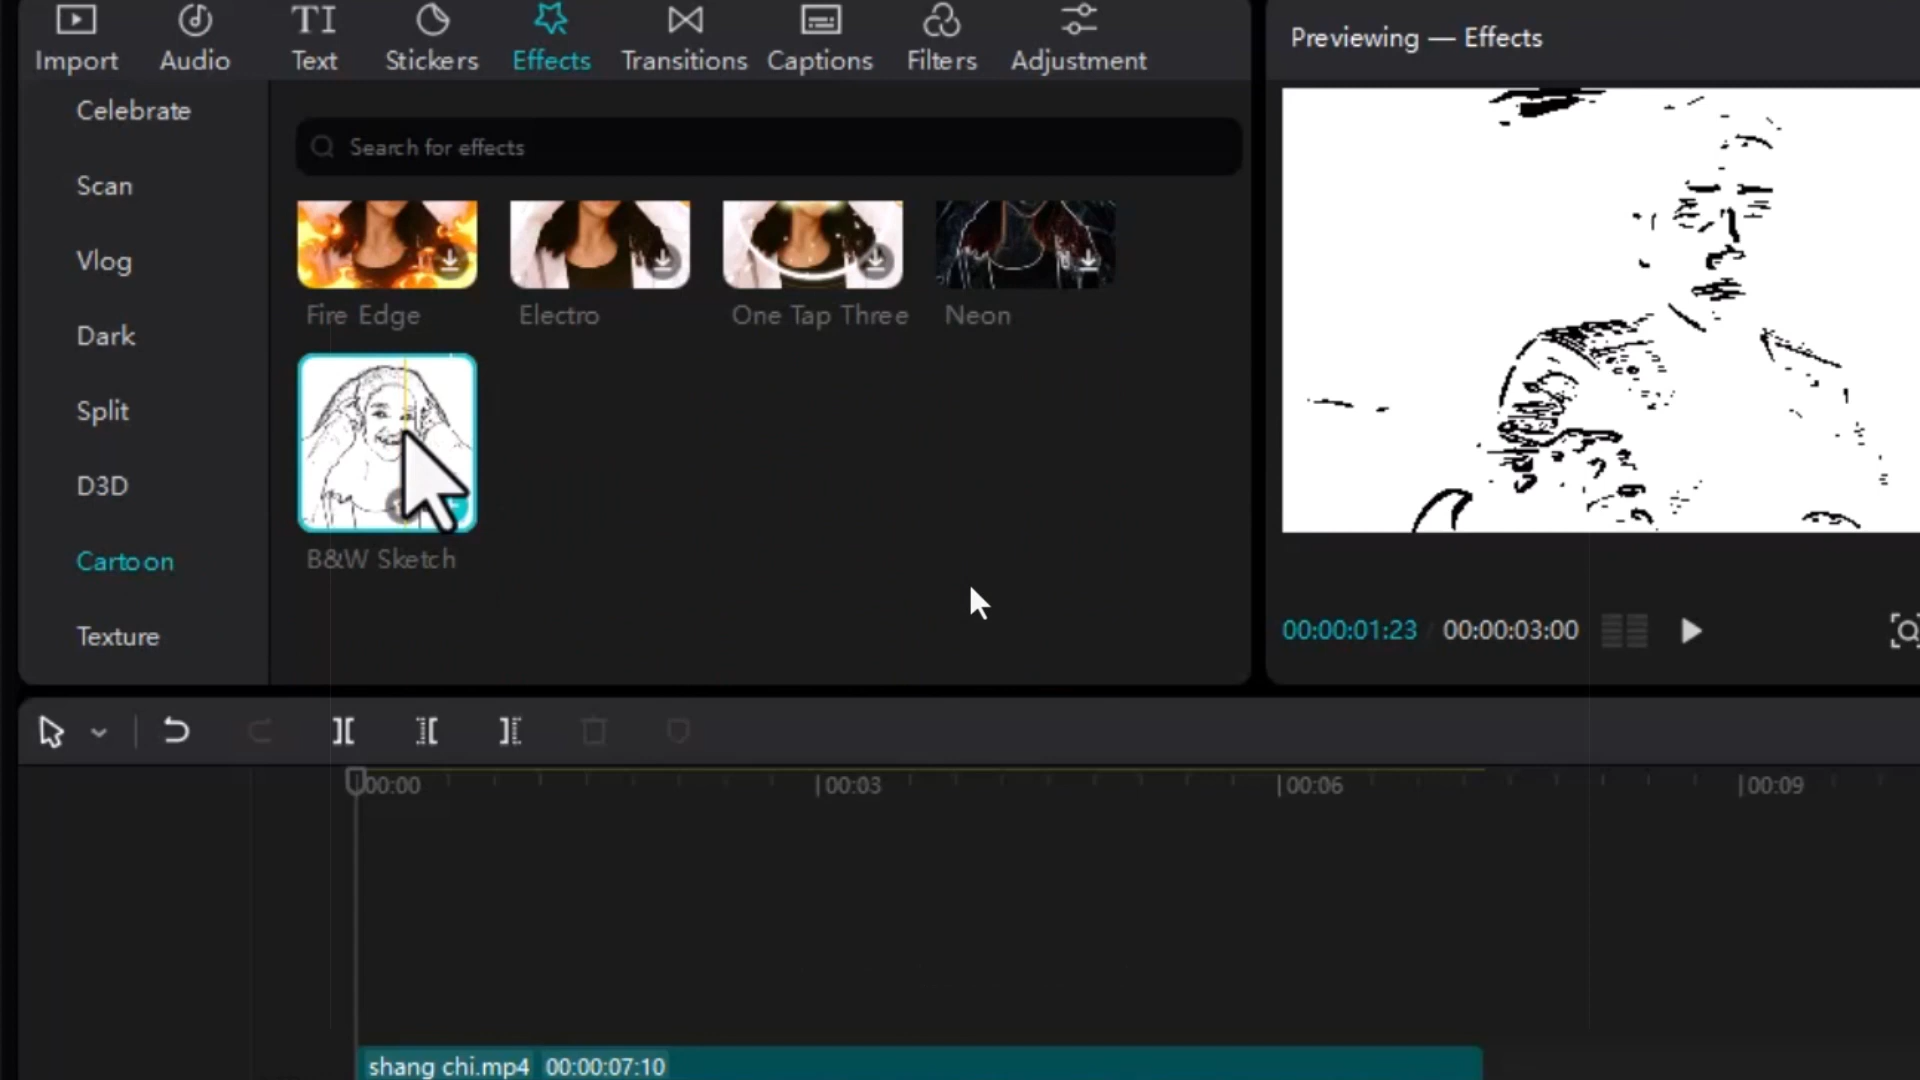 Import Audio Text Stickers Effects Transitions Captions Filters Adjustment
Previewing — Effects
Celebrate
Scan
Vlog
Dark
Split
D3D
Cartoon
Texture
Search for effects
Fire Edge
Electro
One Tap Three
Neon
B&W Sketch
00:00:01:23 / 00:00:03:00
00:00 00:03 00:06 00:09
shang chi.mp4 00:00:07:10